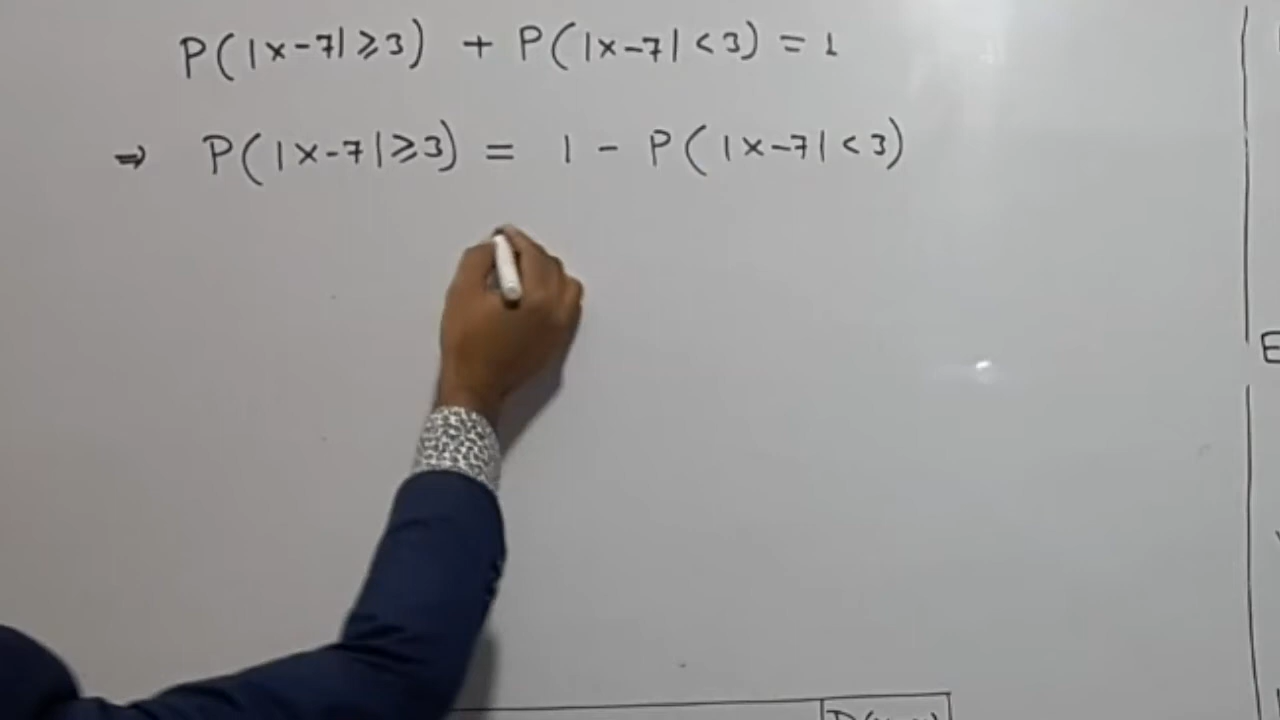 P(|x-7|≥3) + P(|x-7|<3) = 1
⇒ P(|x-7|≥3) = 1 - P(|x-7|<3)
E